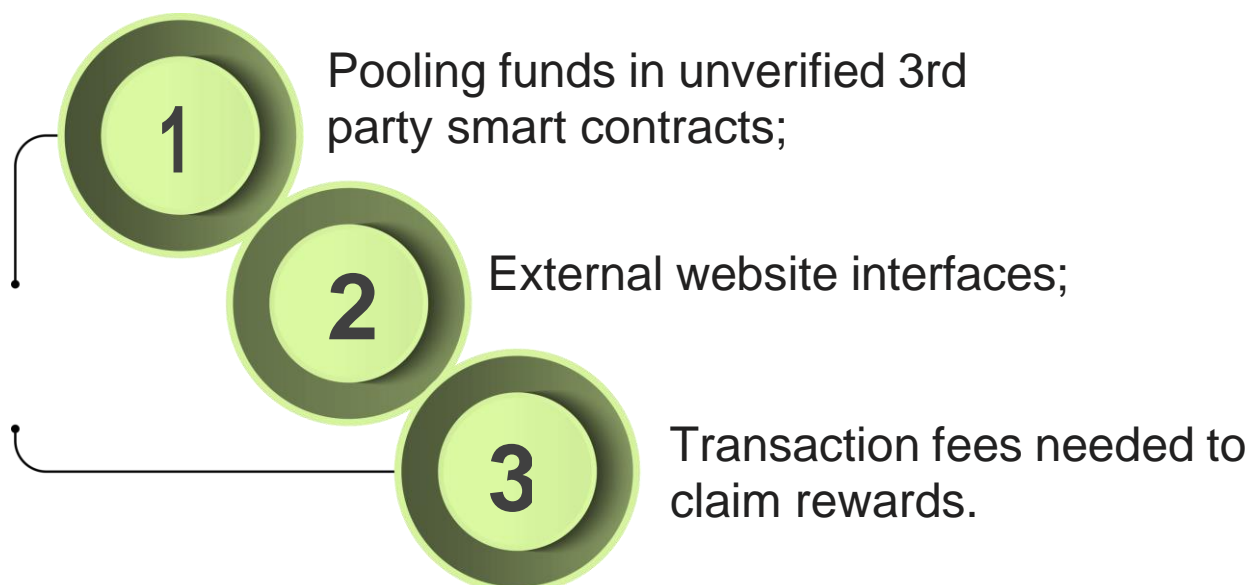 1
Pooling funds in unverified 3rd
party smart contracts;
2
External website interfaces;
3
Transaction fees needed to
claim rewards.